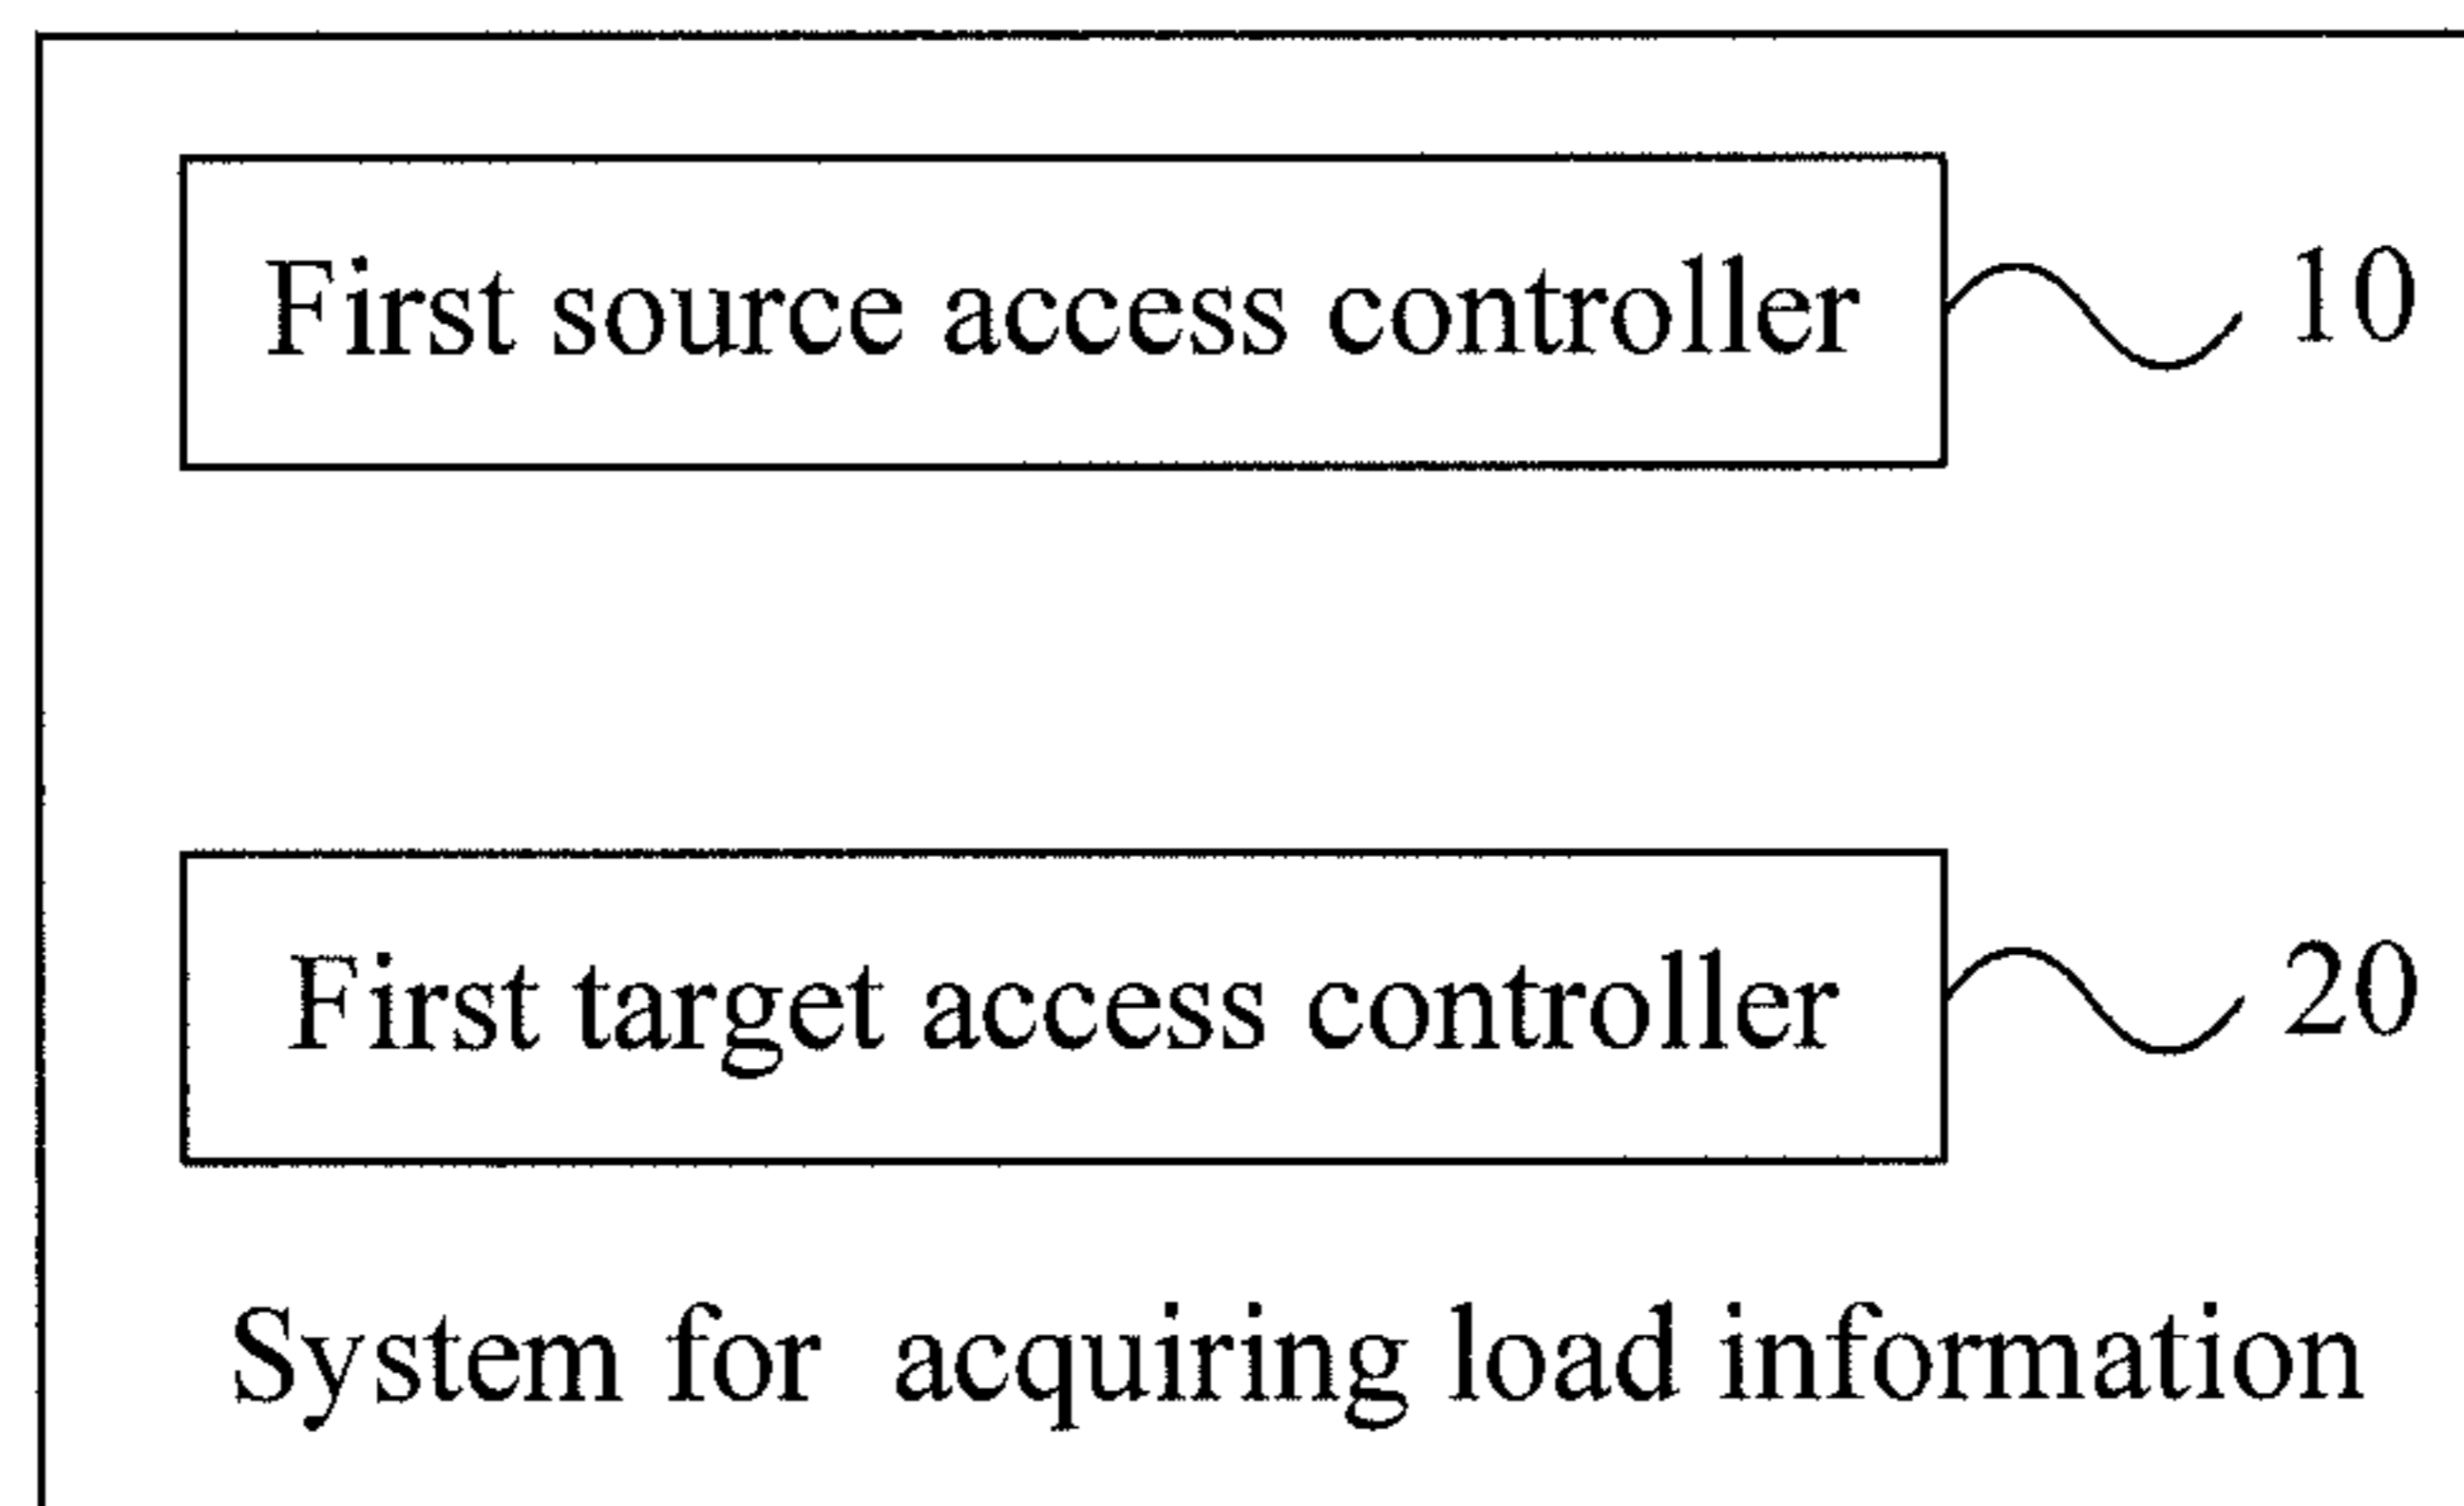 First source access controller 10
First target access controller 20
System for acquiring load information